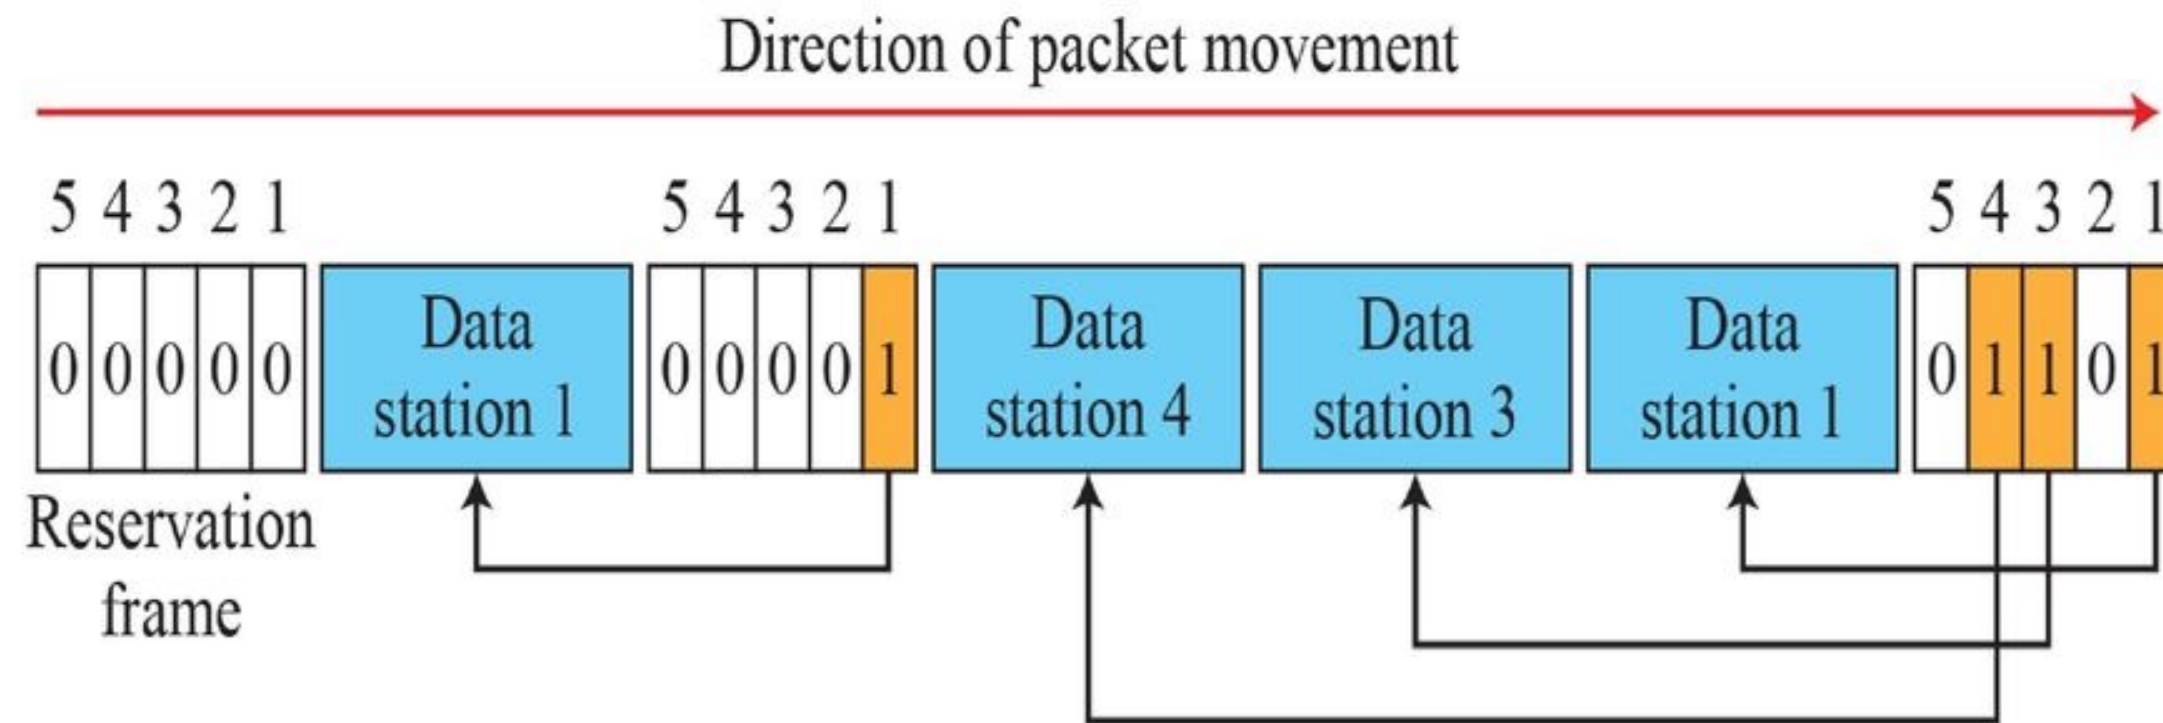 Direction of packet movement
5 4 3 2 1
5 4 3 2 1
5 4 3 2 1
0 0 0 0 0
Data
station 1
0 0 0 0 1
Data
station 4
Data
station 3
Data
station 1
0 1 1 0 1
Reservation
frame